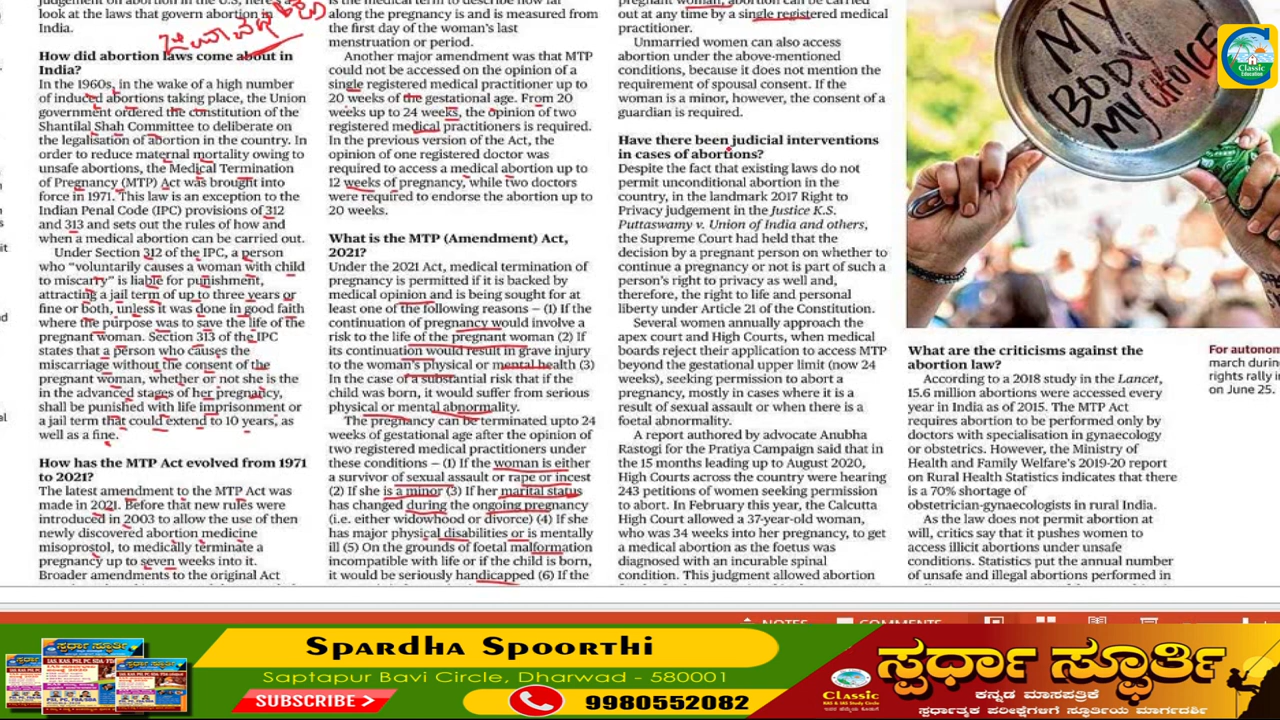 look at the laws that govern abortion in
India.
How did abortion laws come about in
India?
In the 1960s, in the wake of a high number
of induced abortions taking place, the Union
government ordered the constitution of the
Shantilal Shah Committee to deliberate on
the legalisation of abortion in the country. In
order to reduce maternal mortality owing to
unsafe abortions, the Medical Termination
of Pregnancy (MTP) Act was brought into
force in 1971. This law is an exception to the
Indian Penal Code (IPC) provisions of 312
and 313 and sets out the rules of how and
when a medical abortion can be carried out.
Under Section 312 of the IPC, a person
who “voluntarily causes a woman with child
to miscarry” is liable for punishment,
attracting a jail term of up to three years or
fine or both, unless it was done in good faith
where the purpose was to save the life of the
pregnant woman. Section 313 of the IPC
states that a person who causes the
miscarriage without the consent of the
pregnant woman, whether or not she is the
in the advanced stages of her pregnancy,
shall be punished with life imprisonment or
a jail term that could extend to 10 years, as
well as a fine.
How has the MTP Act evolved from 1971
to 2021?
The latest amendment to the MTP Act was
made in 2021. Before that new rules were
introduced in 2003 to allow the use of then
newly discovered abortion medicine
misoprostol, to medically terminate a
pregnancy up to seven weeks into it.
Broader amendments to the original Act
along the pregnancy is and is measured from
the first day of the woman's last
menstruation or period.
Another major amendment was that MTP
could not be accessed on the opinion of a
single registered medical practitioner up to
20 weeks of the gestational age. From 20
weeks up to 24 weeks, the opinion of two
registered medical practitioners is required.
In the previous version of the Act, the
opinion of one registered doctor was
required to access a medical abortion up to
12 weeks of pregnancy, while two doctors
were required to endorse the abortion up to
20 weeks.
What is the MTP (Amendment) Act,
2021?
Under the 2021 Act, medical termination of
pregnancy is permitted if it is backed by
medical opinion and is being sought for at
least one of the following reasons – (1) If the
continuation of pregnancy would involve a
risk to the life of the pregnant woman (2) If
its continuation would result in grave injury
to the woman's physical or mental health (3)
In the case of a substantial risk that if the
child was born, it would suffer from serious
physical or mental abnormality.
The pregnancy can be terminated upto 24
weeks of gestational age after the opinion of
two registered medical practitioners under
these conditions – (1) If the woman is either
a survivor of sexual assault or rape or incest
(2) If she is a minor (3) If her marital status
has changed during the ongoing pregnancy
(i.e. either widowhood or divorce) (4) If she
has major physical disabilities or is mentally
ill (5) On the grounds of foetal malformation
incompatible with life or if the child is born,
it would be seriously handicapped (6) If the
out at any time by a single registered medical
practitioner.
Unmarried women can also access
abortion under the above-mentioned
conditions, because it does not mention the
requirement of spousal consent. If the
woman is a minor, however, the consent of a
guardian is required.
Have there been judicial interventions
in cases of abortions?
Despite the fact that existing laws do not
permit unconditional abortion in the
country, in the landmark 2017 Right to
Privacy judgement in the Justice K.S.
Puttaswamy v. Union of India and others,
the Supreme Court had held that the
decision by a pregnant person on whether to
continue a pregnancy or not is part of such a
person's right to privacy as well and,
therefore, the right to life and personal
liberty under Article 21 of the Constitution.
Several women annually approach the
apex court and High Courts, when medical
boards reject their application to access MTP
beyond the gestational upper limit (now 24
weeks), seeking permission to abort a
pregnancy, mostly in cases where it is a
result of sexual assault or when there is a
foetal abnormality.
A report authored by advocate Anubha
Rastogi for the Pratiya Campaign said that in
the 15 months leading up to August 2020,
High Courts across the country were hearing
243 petitions of women seeking permission
to abort. In February this year, the Calcutta
High Court allowed a 37-year-old woman,
who was 34 weeks into her pregnancy, to get
a medical abortion as the foetus was
diagnosed with an incurable spinal
condition. This judgment allowed abortion
MY
BODY
MY CHOICE
Classic
Education
What are the criticisms against the
abortion law?
According to a 2018 study in the Lancet,
15.6 million abortions were accessed every
year in India as of 2015. The MTP Act
requires abortion to be performed only by
doctors with specialisation in gynaecology
or obstetrics. However, the Ministry of
Health and Family Welfare's 2019-20 report
on Rural Health Statistics indicates that there
is a 70% shortage of
obstetrician-gynaecologists in rural India.
As the law does not permit abortion at
will, critics say that it pushes women to
access illicit abortions under unsafe
conditions. Statistics put the annual number
of unsafe and illegal abortions performed in
For autonom
march durin
rights rally i
on June 25.
NOTES
COMMENTS
Spardha Spoorthi
Saptapur Bavi Circle, Dharwad - 580001
SUBSCRIBE
9980552082
Classic
KAS & IAS Study Circle
ಸ್ಪರ್ಧಾ ಸ್ಫೂರ್ತಿ
ಕನ್ನಡ ಮಾಸಪತ್ರಿಕೆ
ಸ್ಪರ್ಧಾತ್ಮಕ ಪರೀಕ್ಷೆಗಳಿಗೆ ಸ್ಫೂರ್ತಿಯ ಮಾರ್ಗದರ್ಶಿ